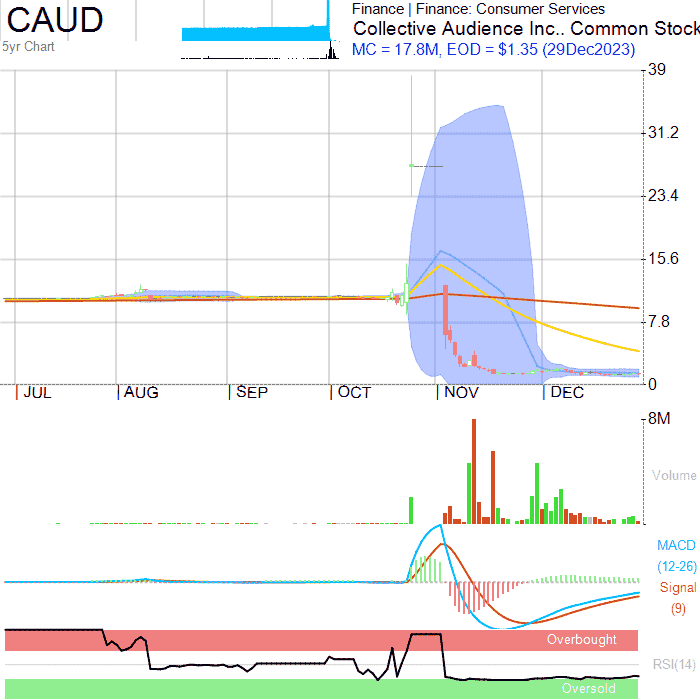 CAUD
5yr Chart
Finance | Finance: Consumer Services
Collective Audience Inc.. Common Stock
MC = 17.8M, EOD = $1.35 (29Dec2023)
39
31.2
23.4
15.6
7.8
0
JUL AUG SEP OCT NOV DEC
8M
Volume
MACD
(12-26)
Signal
(9)
Overbought
RSI(14)
Oversold